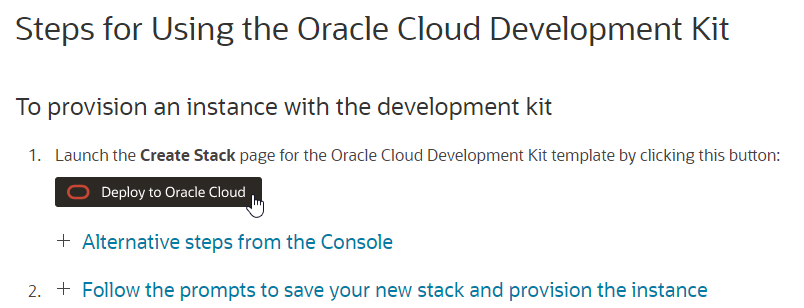 Steps for Using the Oracle Cloud Development Kit
To provision an instance with the development kit
1. Launch the Create Stack page for the Oracle Cloud Development Kit template by clicking this button:
Deploy to Oracle Cloud
+ Alternative steps from the Console
2. + Follow the prompts to save your new stack and provision the instance